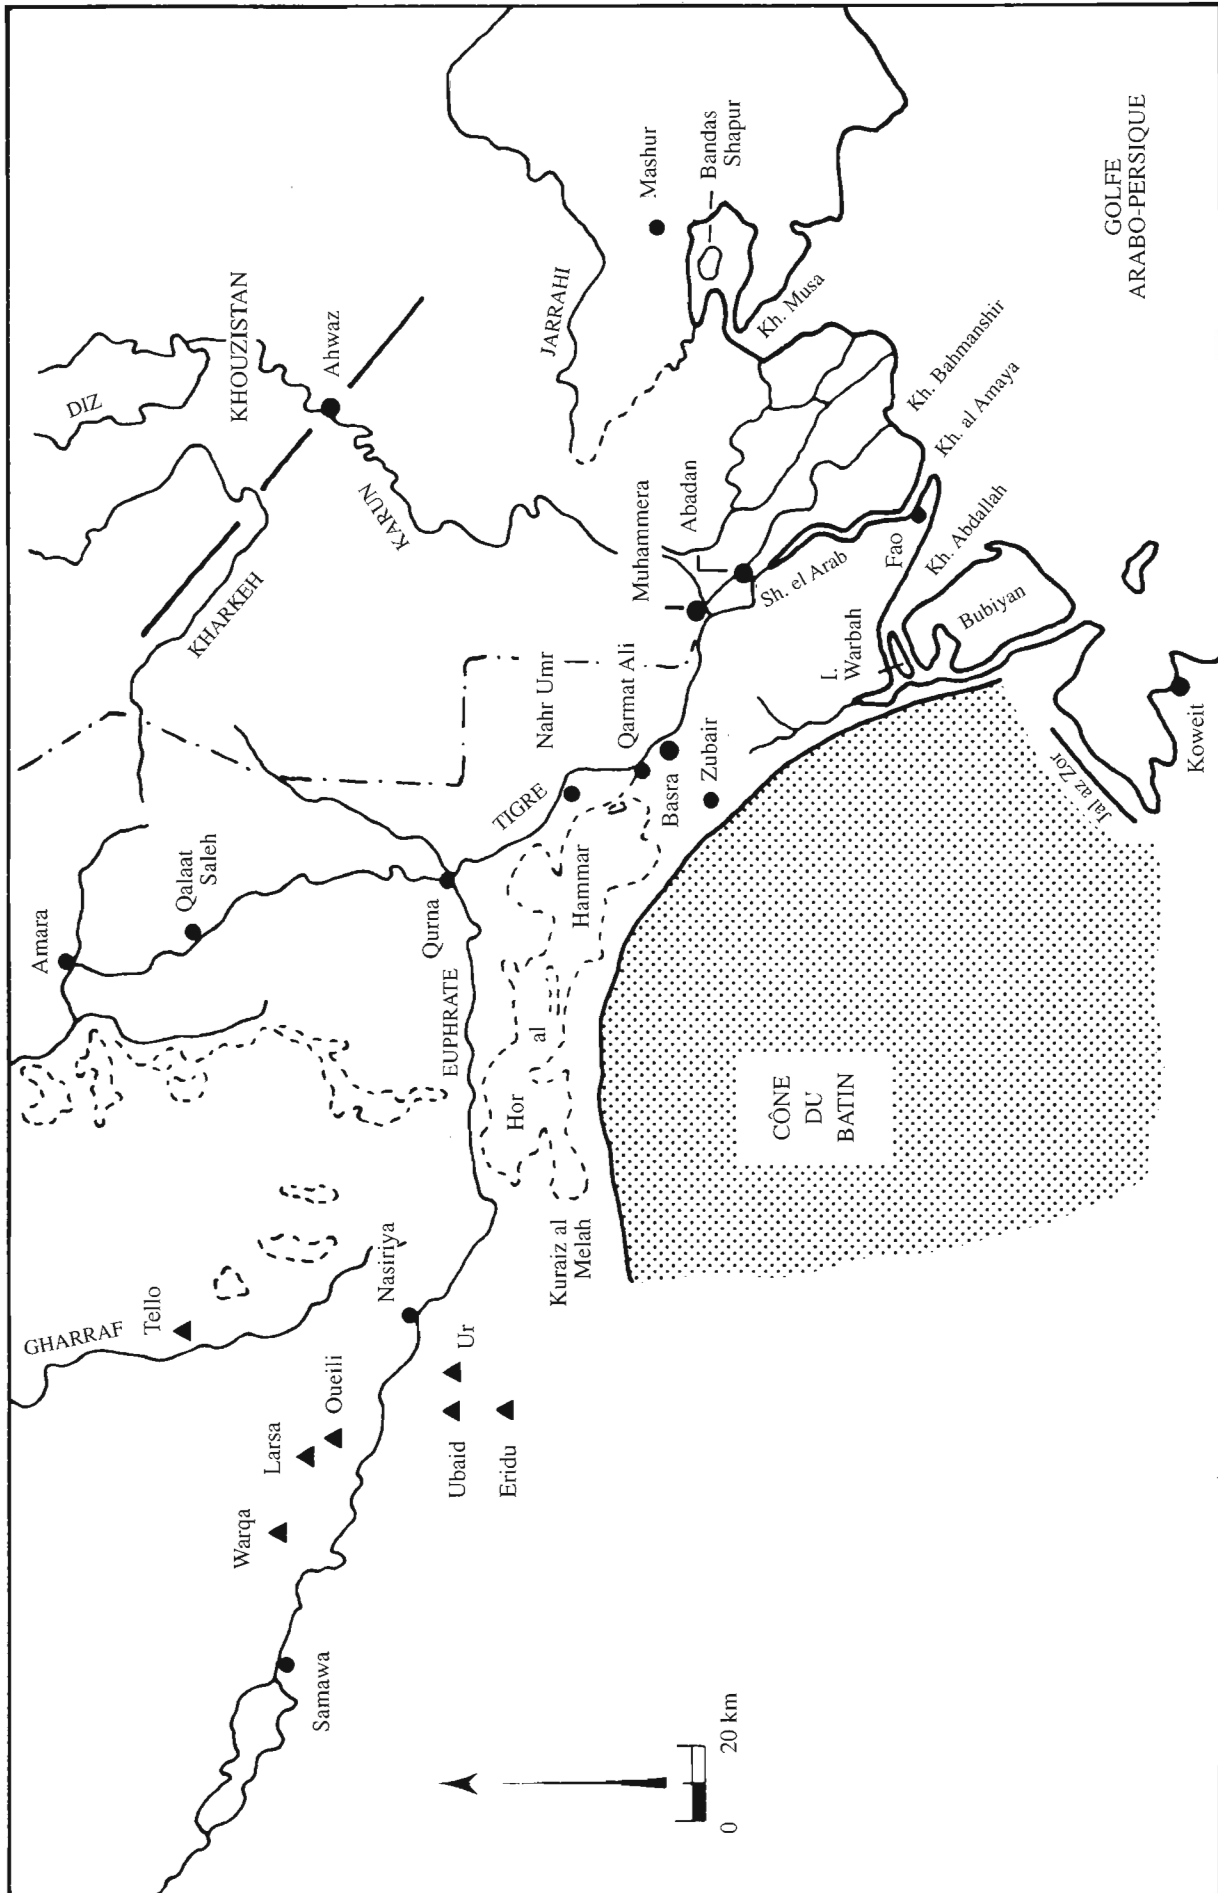 GHARRAF
Tello
Amara
Qalaat
Saleh
DIZ
KHOUZISTAN
Ahwaz
KHARKEH
KARUN
JARRAHI
Mashur
Bandas
Shapur
Kh. Musa
Kh. Bahmanshir
Kh. al Amaya
Kh. Abdallah
GOLFE
ARABO-PERSIQUE
Warqa
Larsa
Oueili
Samawa
Nasiriya
Ubaid
Ur
Eridu
EUPHRATE
Qurna
TIGRE
Nahr Umr
Qarmat Ali
Muhammera
Abadan
Hor
al
Hammar
Kuraiz al
Melah
Basra
Zubair
Sh. el Arab
Fao
I.
Warbah
Bubiyan
CÔNE
DU
BATIN
Jal az Zor
Koweit
0
20 km